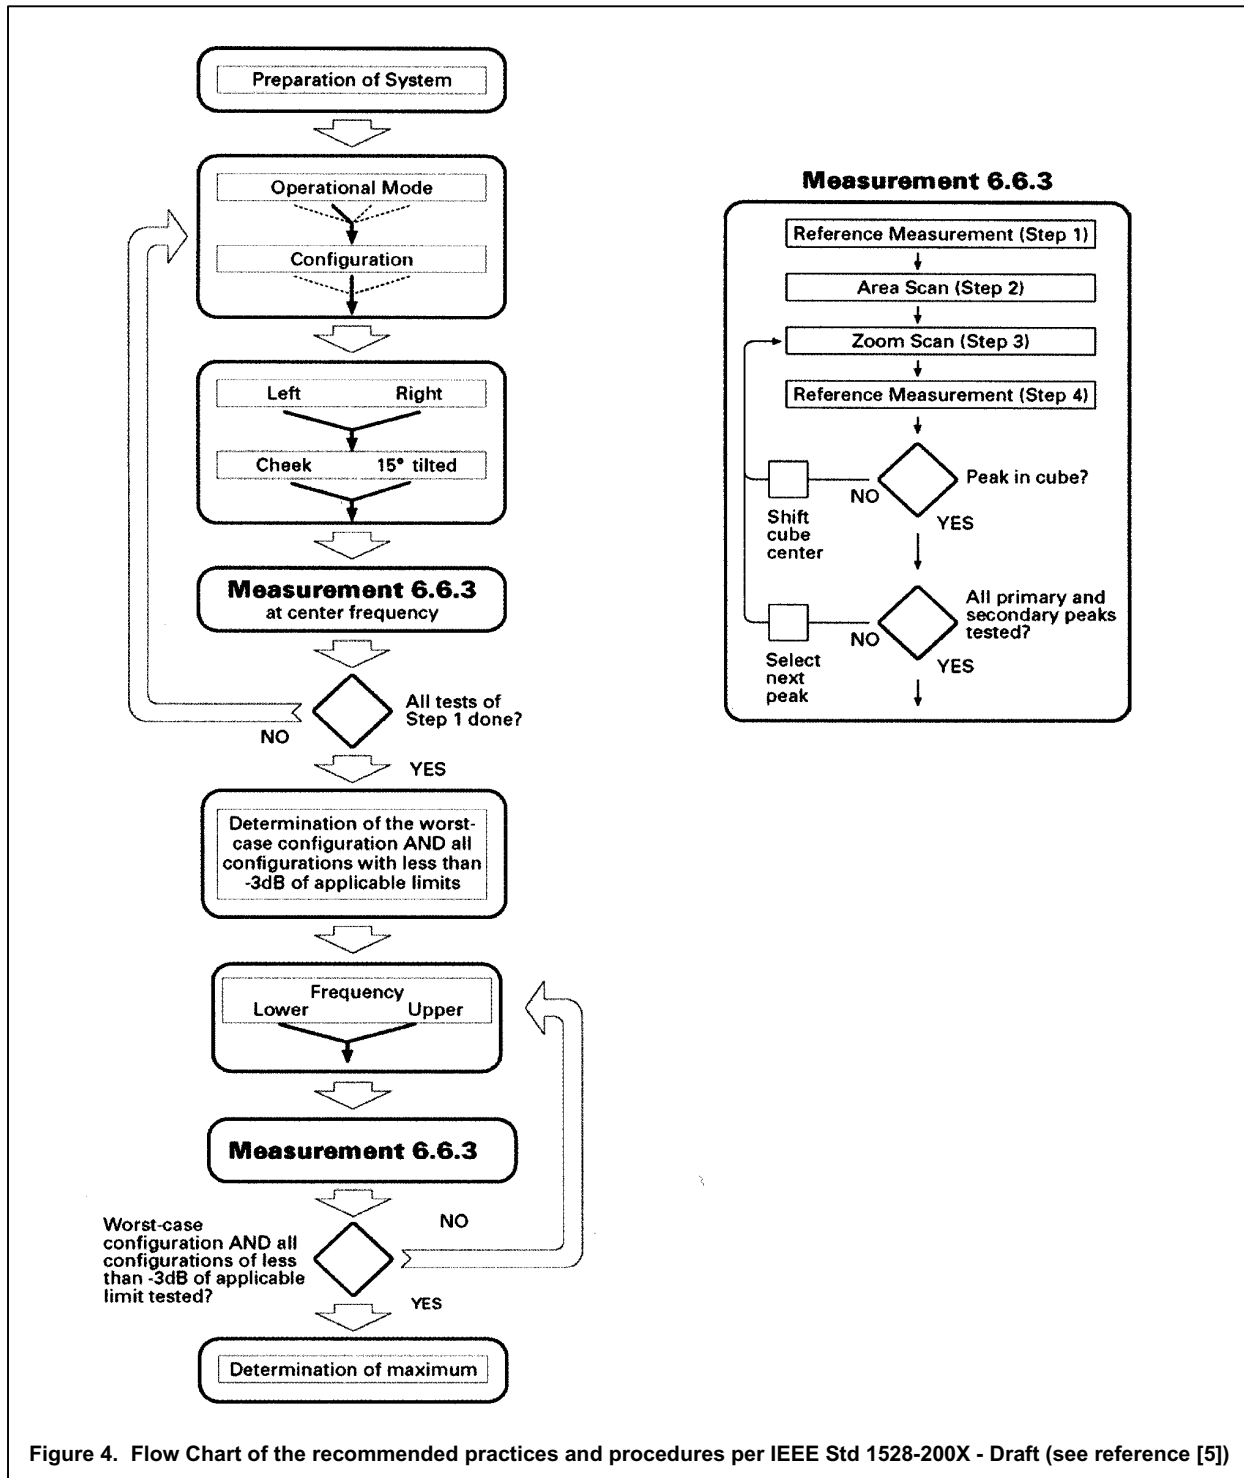 Preparation of System
Operational Mode
Configuration
Left Right
Cheek 15° tilted
Measurement 6.6.3
at center frequency
All tests of
Step 1 done?
NO
YES
Determination of the worst-
case configuration AND all
configurations with less than
-3dB of applicable limits
Frequency
Lower Upper
Measurement 6.6.3
NO
Worst-case
configuration AND all
configurations of less
than -3dB of applicable
limit tested?
YES
Determination of maximum
Measurement 6.6.3
Reference Measurement (Step 1)
Area Scan (Step 2)
Zoom Scan (Step 3)
Reference Measurement (Step 4)
Peak in cube?
NO
YES
Shift
cube
center
All primary and
secondary peaks
tested?
NO
YES
Select
next
peak
Figure 4. Flow Chart of the recommended practices and procedures per IEEE Std 1528-200X - Draft (see reference [5])